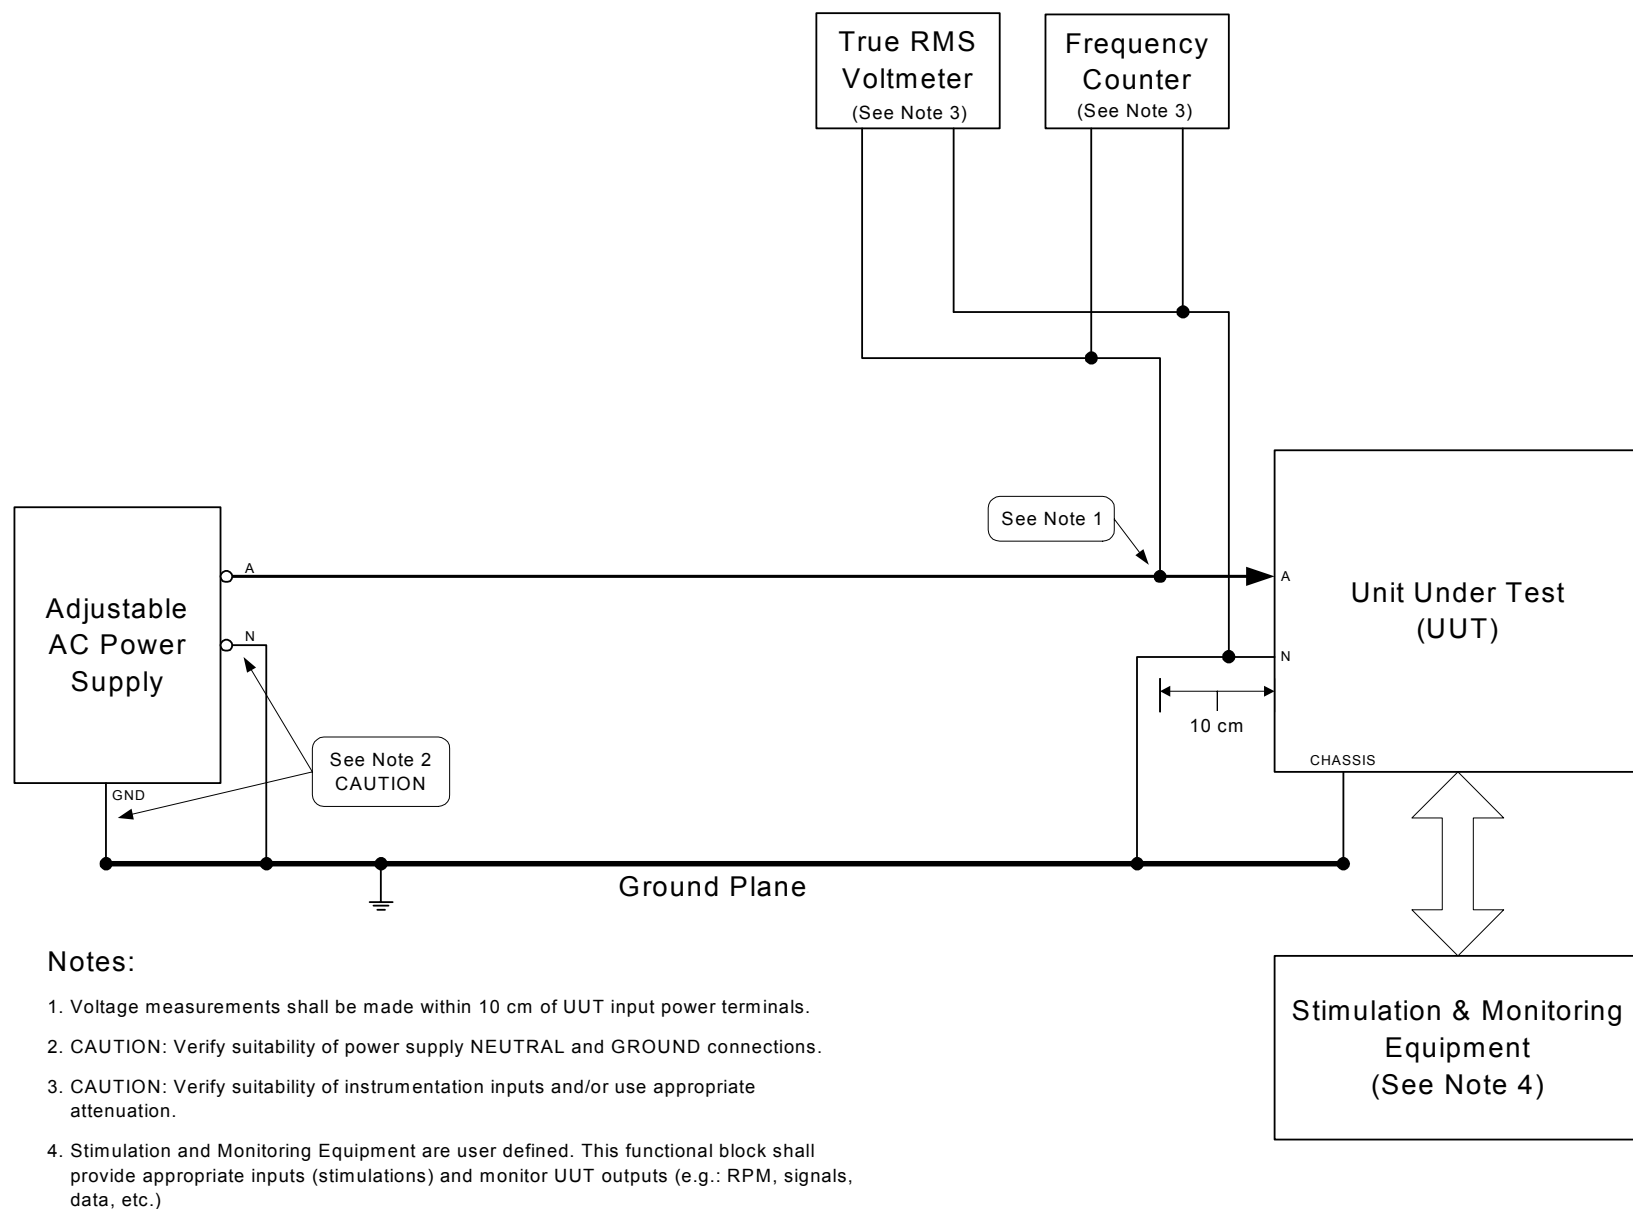 True RMS
Voltmeter
(See Note 3)
Frequency
Counter
(See Note 3)
See Note 1
A
A
Adjustable
AC Power
Supply
N
Unit Under Test
(UUT)
N
10 cm
See Note 2
CAUTION
CHASSIS
GND
Ground Plane
Notes:
1. Voltage measurements shall be made within 10 cm of UUT input power terminals.
2. CAUTION: Verify suitability of power supply NEUTRAL and GROUND connections.
3. CAUTION: Verify suitability of instrumentation inputs and/or use appropriate
attenuation.
4. Stimulation and Monitoring Equipment are user defined. This functional block shall
provide appropriate inputs (stimulations) and monitor UUT outputs (e.g.: RPM, signals,
data, etc.)
Stimulation & Monitoring
Equipment
(See Note 4)